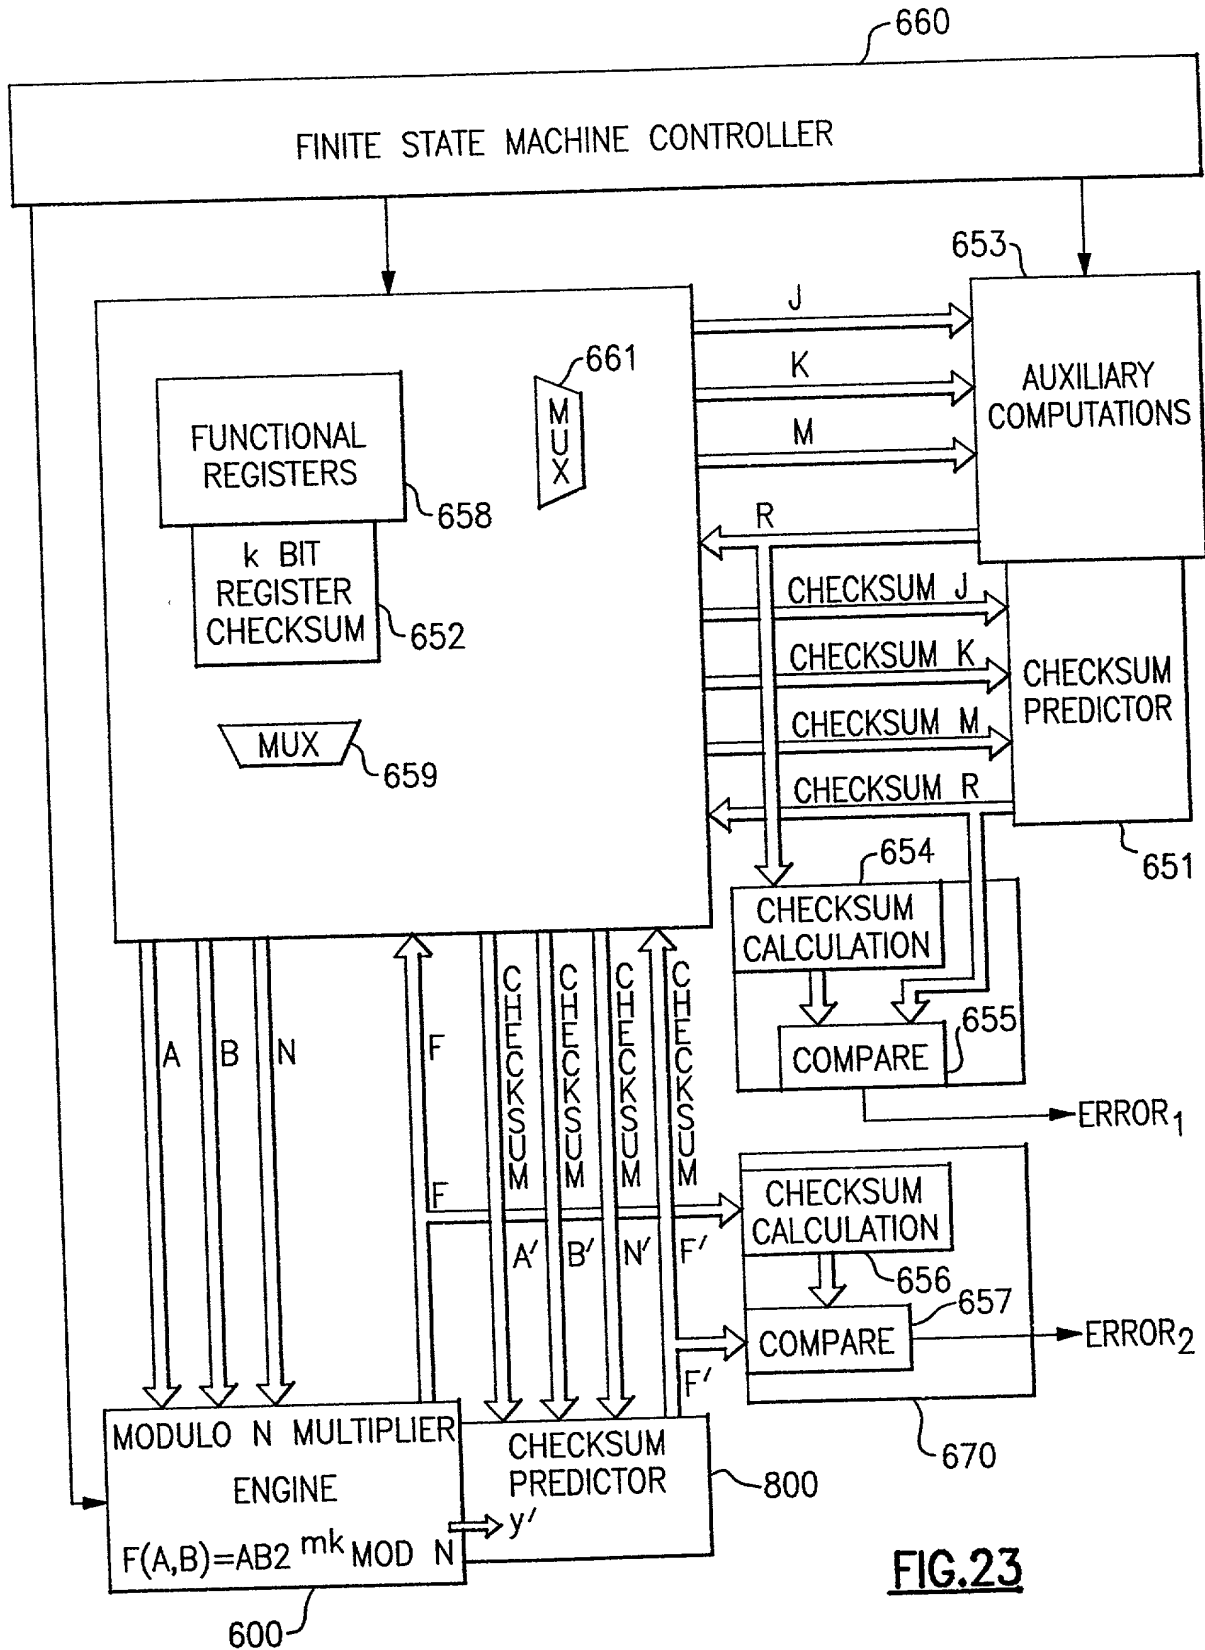 660
FINITE STATE MACHINE CONTROLLER
653
J
661
K
AUXILIARY
COMPUTATIONS
MUX
FUNCTIONAL
REGISTERS
M
658
R
k BIT
REGISTER
CHECKSUM
652
CHECKSUM J
CHECKSUM K
CHECKSUM
PREDICTOR
CHECKSUM M
MUX
659
CHECKSUM R
651
654
CHECKSUM
CALCULATION
655
COMPARE
ERROR1
A
B
N
F
CHECKSUM
CHECKSUM
CHECKSUM
CHECKSUM
F
A'
B'
N'
F'
CHECKSUM
CALCULATION
656
657
COMPARE
ERROR2
F'
670
MODULO N MULTIPLIER
ENGINE
F(A,B)=AB2 mk MOD N
CHECKSUM
PREDICTOR
800
y'
600
FIG.23